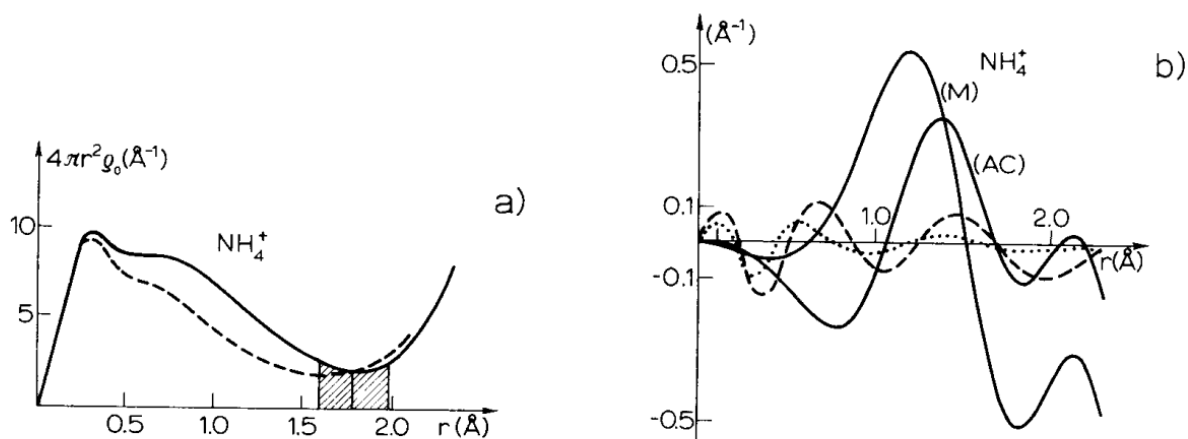 4πr²ϱ₀(Å⁻¹)
a)
NH₄⁺
10
5
0.5
1.0
1.5
2.0
r(Å)
(Å⁻¹)
b)
NH₄⁺
0.5
(M)
(AC)
0.1
1.0
2.0
r(Å)
-0.1
-0.5